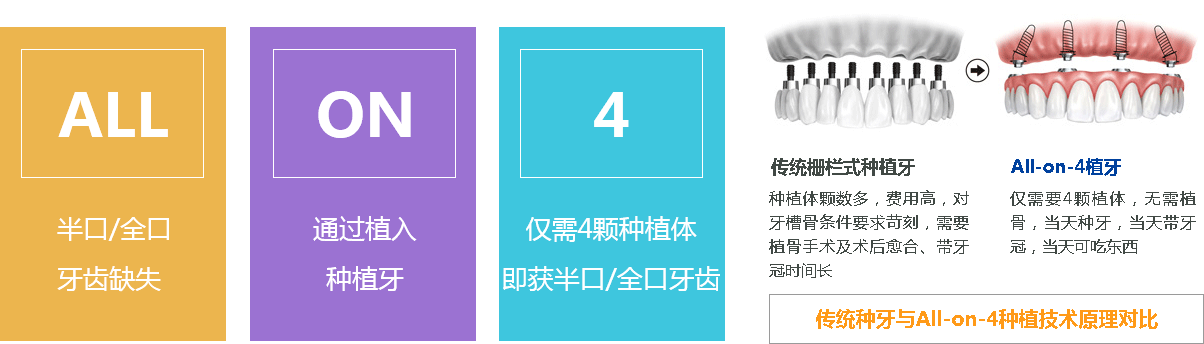 ALL
半口/全口
牙齿缺失
ON
通过植入
种植牙
4
仅需4颗种植体
即获半口/全口牙齿
传统栅栏式种植牙
种植体颗数多，费用高，对
牙槽骨条件要求苛刻，需要
植骨手术及术后愈合、带牙
冠时间长
All-on-4植牙
仅需要4颗植体，无需植
骨，当天种牙，当天带牙
冠，当天可吃东西
传统种牙与All-on-4种植技术原理对比